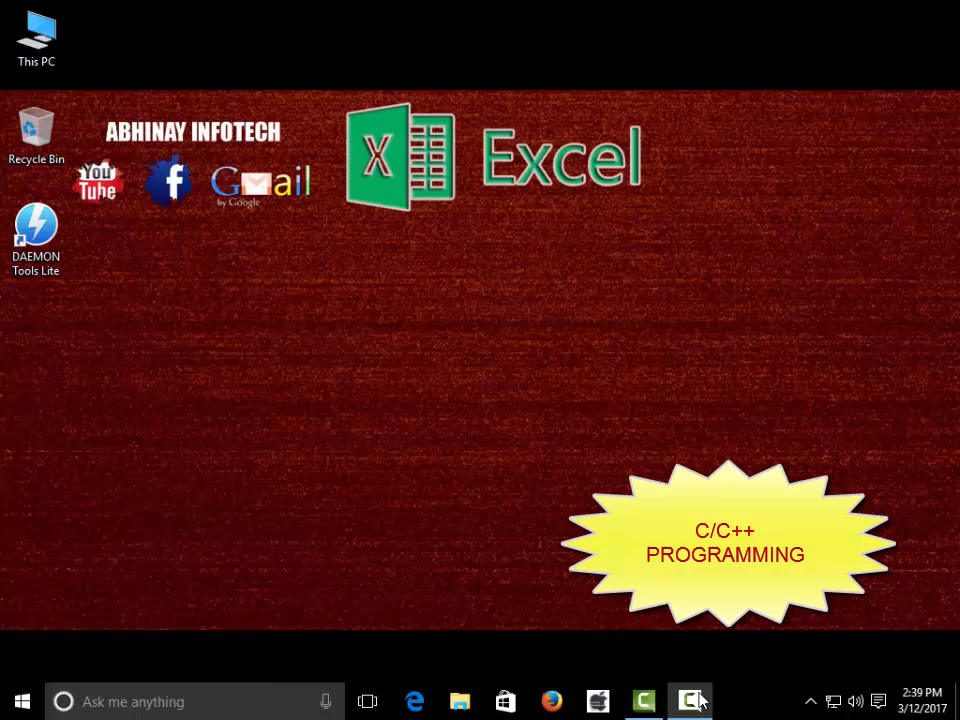 This PC
Recycle Bin
ABHINAY INFOTECH
You
Tube
f
Gmail
by Google
X
Excel
DAEMON
Tools Lite
C/C++
PROGRAMMING
Ask me anything
2:39 PM
3/12/2017